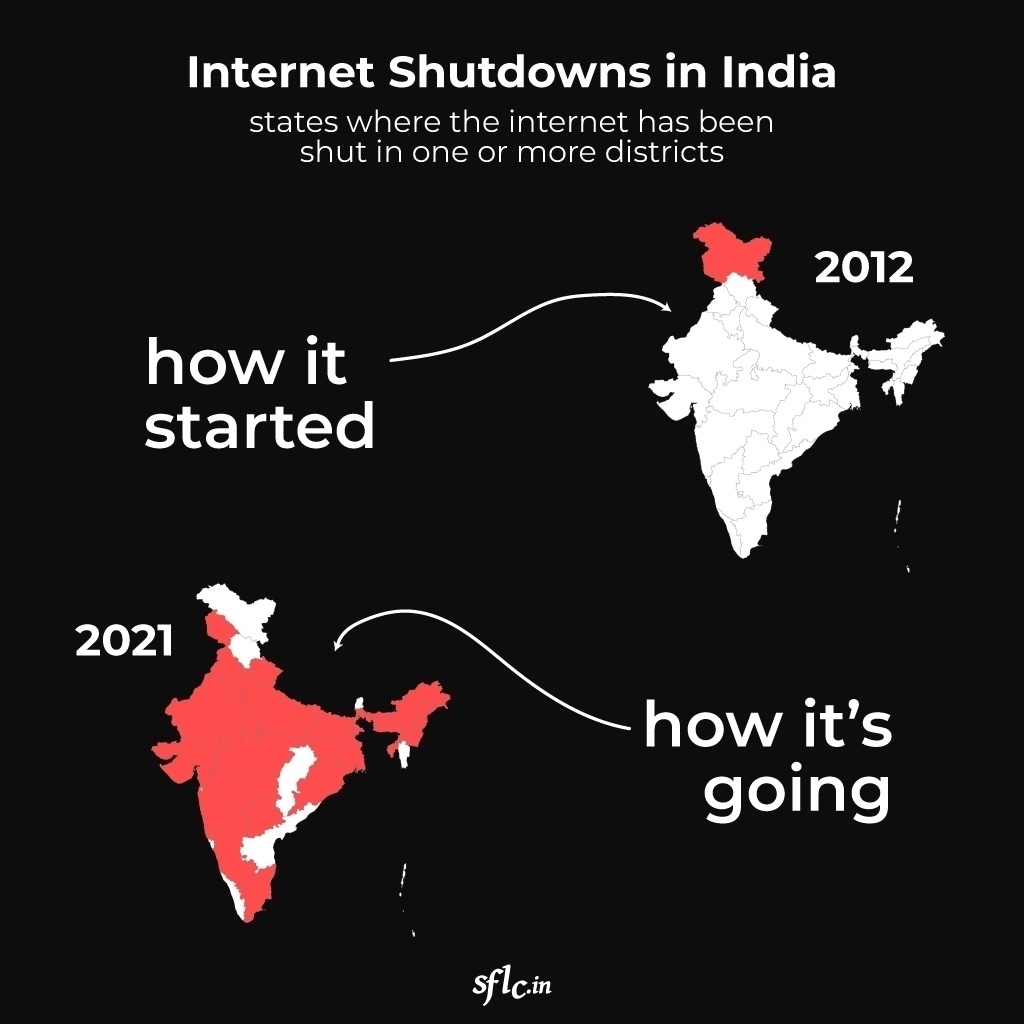 Internet Shutdowns in India
states where the internet has been
shut in one or more districts
2012
how it
started
2021
how it's
going
sflc.in